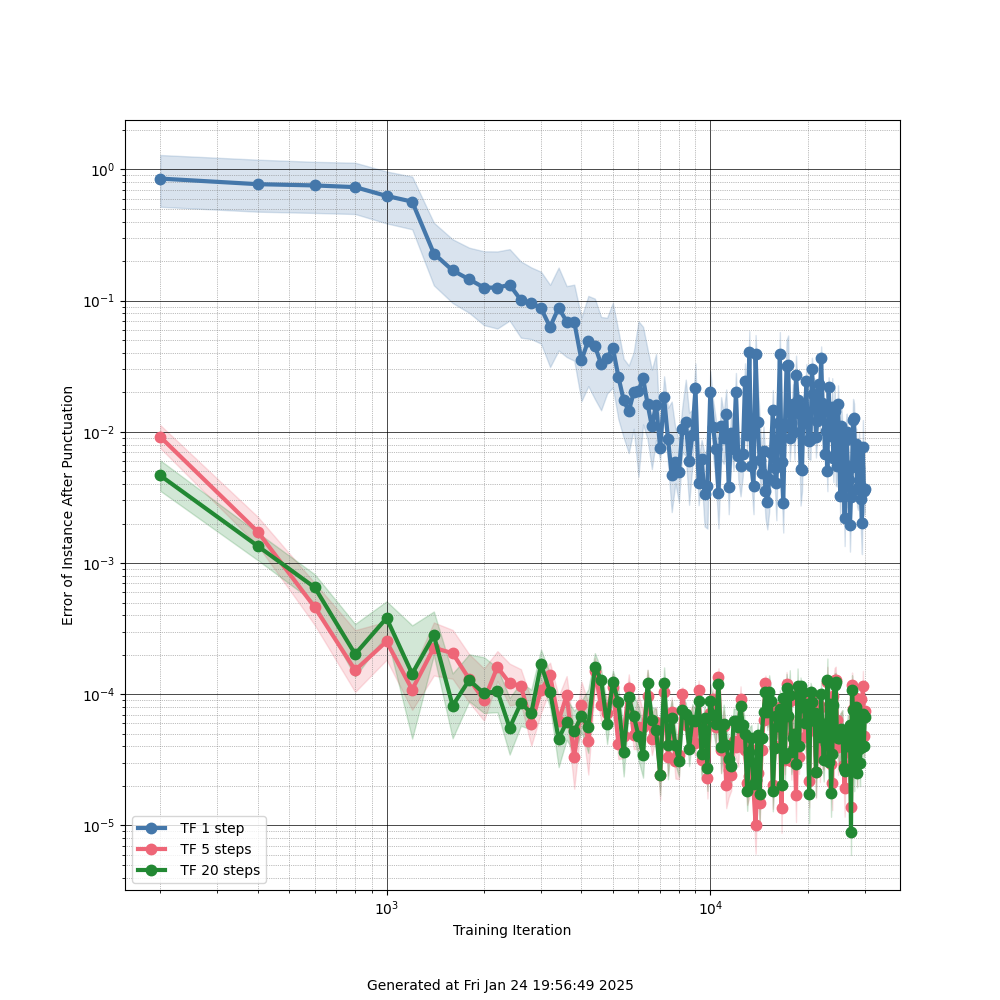 10⁰
10⁻¹
10⁻²
10⁻³
10⁻⁴
10⁻⁵
Error of Instance After Punctuation
TF 1 step
TF 5 steps
TF 20 steps
10³
10⁴
Training Iteration
Generated at Fri Jan 24 19:56:49 2025